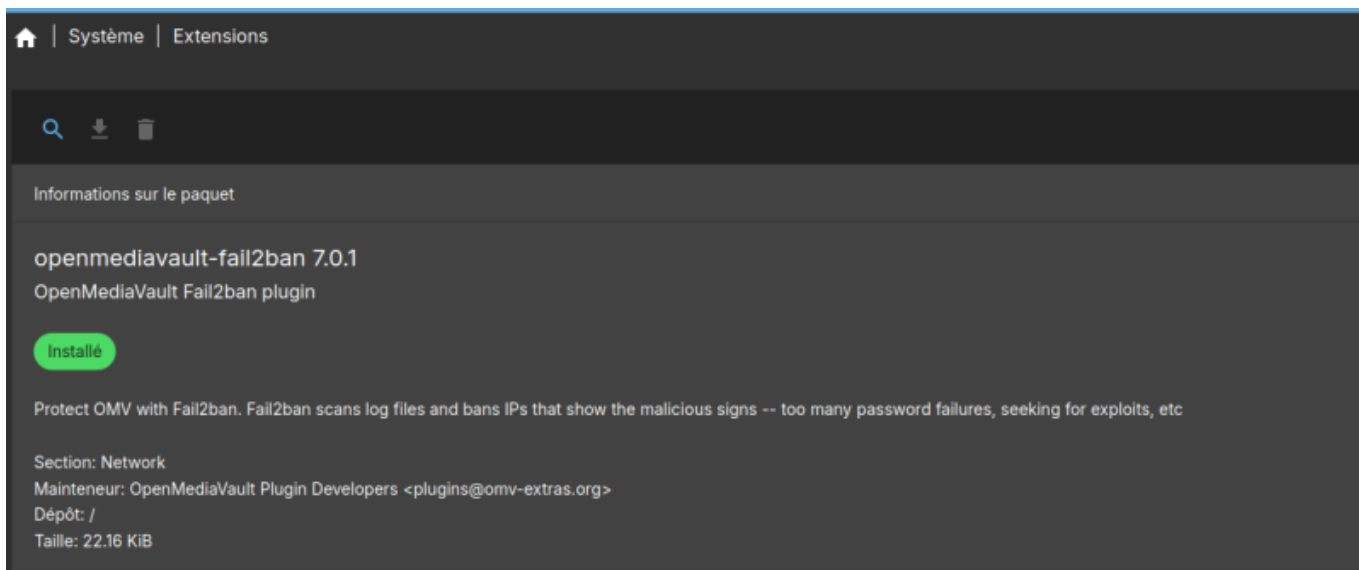 | Système | Extensions
Informations sur le paquet
openmediavault-fail2ban 7.0.1
OpenMediaVault Fail2ban plugin
Installé
Protect OMV with Fail2ban. Fail2ban scans log files and bans IPs that show the malicious signs -- too many password failures, seeking for exploits, etc
Section: Network
Mainteneur: OpenMediaVault Plugin Developers <plugins@omv-extras.org>
Dépôt: /
Taille: 22.16 KiB